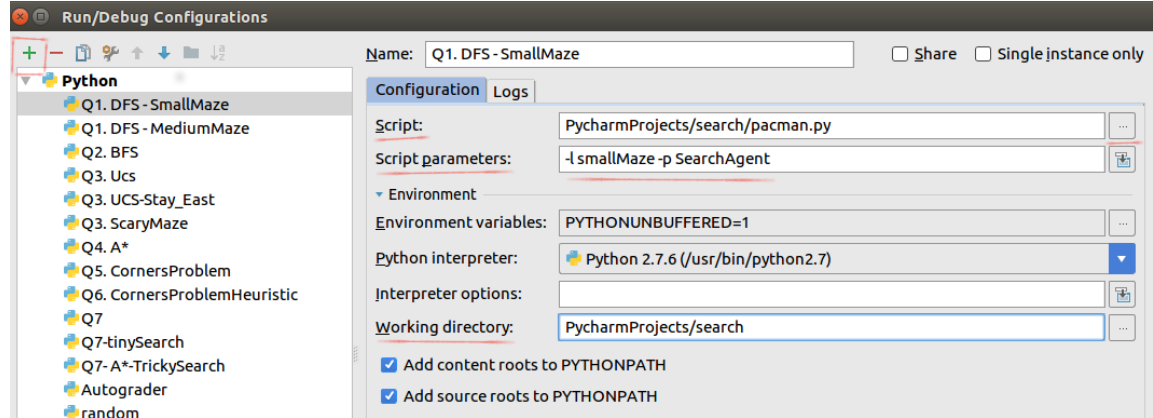 Run/Debug Configurations
Name: Q1. DFS - SmallMaze Share Single instance only
Python
Q1. DFS - SmallMaze
Q1. DFS - MediumMaze
Q2. BFS
Q3. Ucs
Q3. UCS-Stay_East
Q3. ScaryMaze
Q4. A*
Q5. CornersProblem
Q6. CornersProblemHeuristic
Q7
Q7-tinySearch
Q7- A*-TrickySearch
Autograder
random
Configuration Logs
Script: PycharmProjects/search/pacman.py ...
Script parameters: -l smallMaze -p SearchAgent
Environment
Environment variables: PYTHONUNBUFFERED=1 ...
Python interpreter: Python 2.7.6 (/usr/bin/python2.7)
Interpreter options:
Working directory: PycharmProjects/search ...
Add content roots to PYTHONPATH
Add source roots to PYTHONPATH